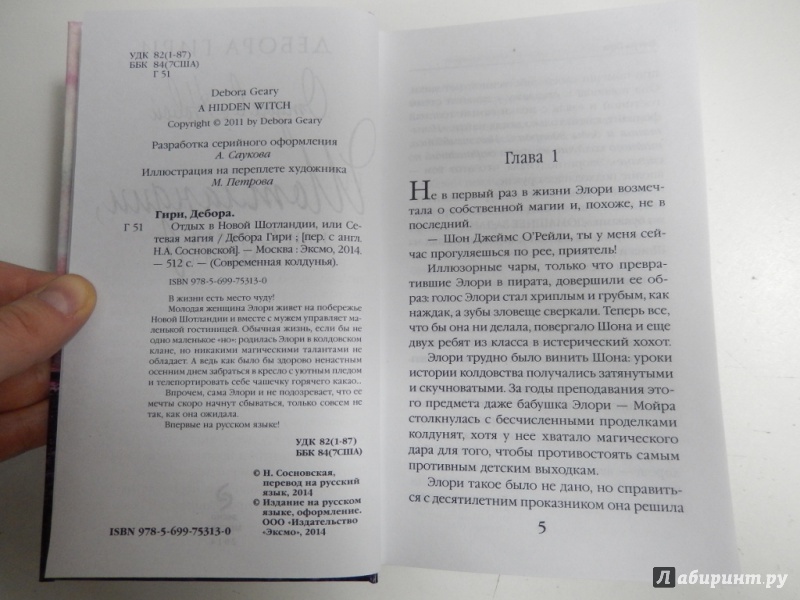 УДК 82(1-87)
ББК 84(7США)
Г 51
Debora Geary
A HIDDEN WITCH
Copyright © 2011 by Debora Geary
Разработка серийного оформления
А. Саукова
Иллюстрация на переплете художника
М. Петрова
Гири, Дебора.
Г 51 Отдых в Новой Шотландии, или Се-
тевая магия / Дебора Гири ; [пер. с англ.
Н.А. Сосновской]. — Москва : Эксмо, 2014.
— 512 с. — (Современная колдунья).
ISBN 978-5-699-75313-0
В жизни есть место чуду!
Молодая женщина Элори живет на побережье
Новой Шотландии и вместе с мужем управляет ма-
ленькой гостиницей. Обычная жизнь, если бы не
одно маленькое «но»: родилась Элори в колдовском
клане, но никакими магическими талантами не
обладает. А ведь как было бы здорово ненастным
осенним днем забраться в кресло с уютным пледом
и телепортировать себе чашечку горячего какао..
Впрочем, сама Элори и не подозревает, что ее
мечты скоро начнут сбываться, только совсем не
так, как она ожидала.
Впервые на русском языке!
УДК 82(1-87)
ББК 84(7США)
© Н. Сосновская,
перевод на русский
язык, 2014
© Издание на русском
языке, оформление.
ООО «Издательство
«Эксмо», 2014
ISBN 978-5-699-75313-0
Глава 1
Не в первый раз в жизни Элори возмеч-
тала о собственной магии и, похоже, не в
последний.
— Шон Джеймс О'Рейли, ты у меня сей-
час прогуляешься по рее, приятель!
Иллюзорные чары, только что превра-
тившие Элори в пирата, довершили ее об-
раз: голос Элори стал хриплым и грубым, как
наждак, а зубы зловеще сверкали. Теперь все,
что бы она ни делала, повергало Шона и еще
двух ребят из класса в истерический хохот.
Элори трудно было винить Шона: уроки
истории колдовства получались затянутыми
и скучноватыми. За годы преподавания это-
го предмета даже бабушка Элори — Мойра
столкнулась с бесчисленными проделками
колдунят, хотя у нее хватало магического
дара для того, чтобы противостоять самым
противным детским выходкам.
Элори такое было не дано, но справить-
ся с десятилетним проказником она решила
5
Лабиринт.ру